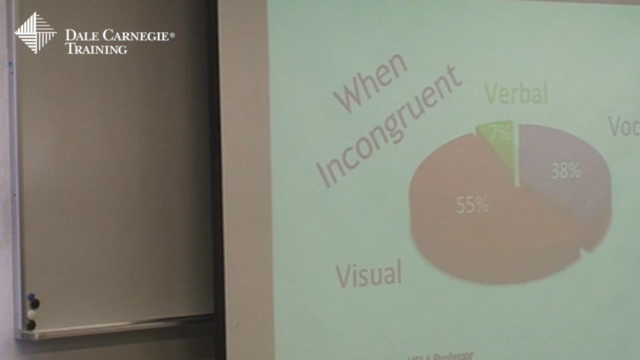 DALE CARNEGIE®
TRAINING
When
Incongruent
Verbal
7%
38%
55%
Visual